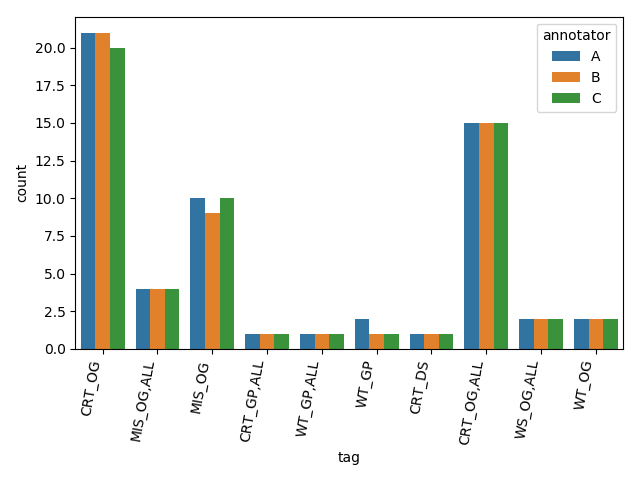 annotator
A
B
C
20.0
17.5
15.0
12.5
10.0
7.5
5.0
2.5
0.0
count
CRT_OG
MIS_OG,ALL
MIS_OG
CRT_GP,ALL
WT_GP,ALL
WT_GP
CRT_DS
CRT_OG,ALL
WS_OG,ALL
WT_OG
tag